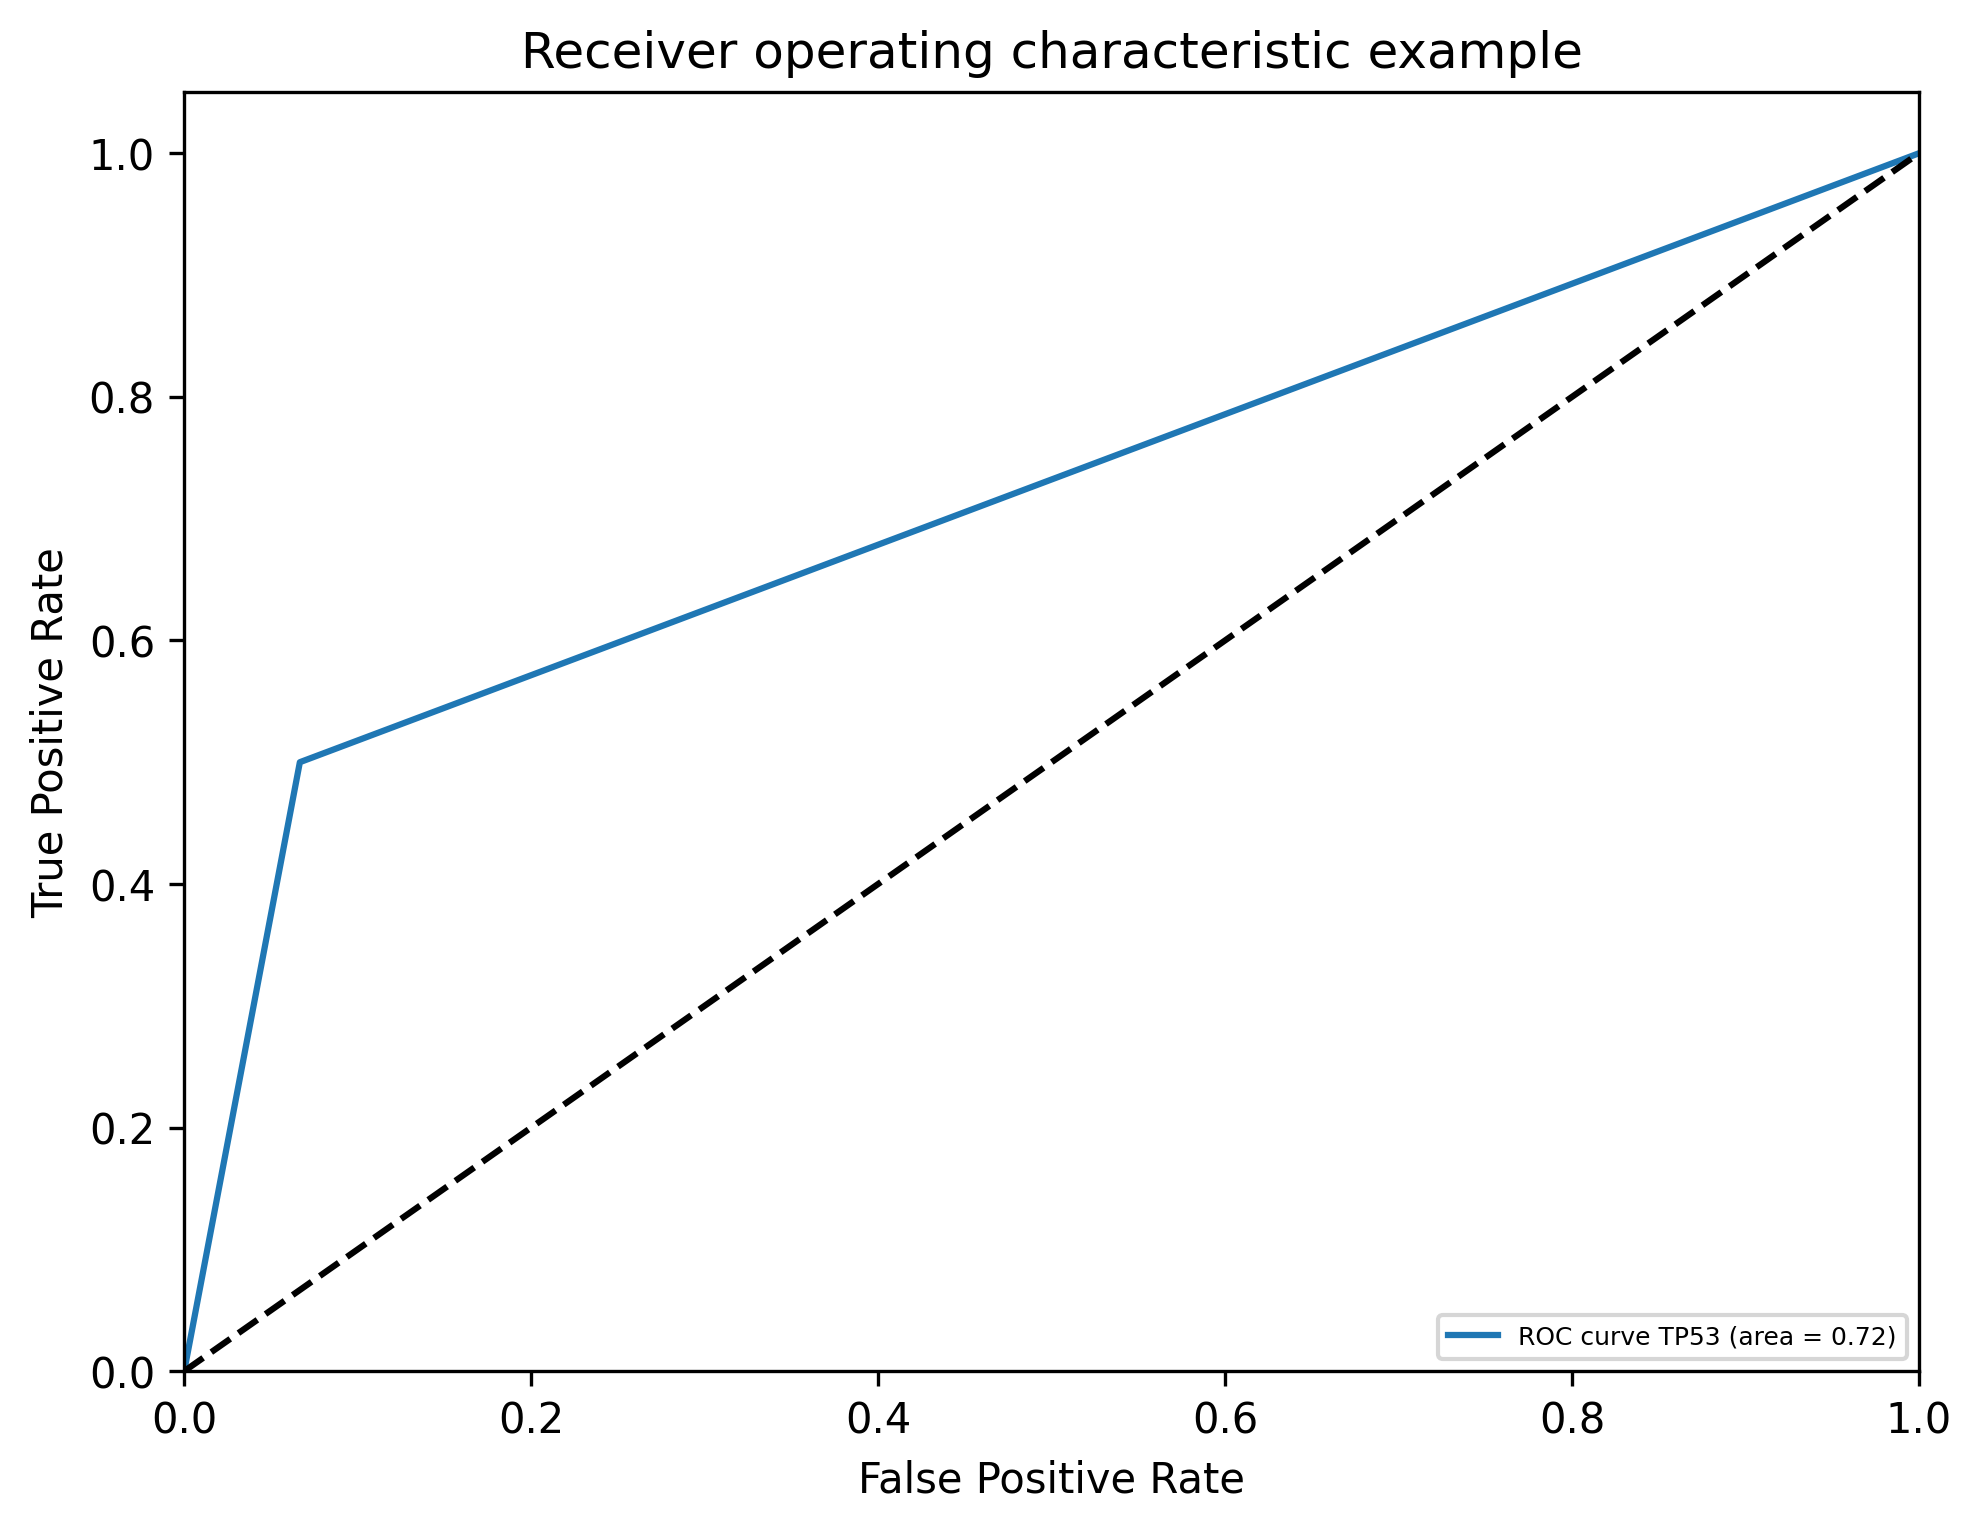 Receiver operating characteristic example
1.0
0.8
0.6
0.4
0.2
0.0
True Positive Rate
0.0 0.2 0.4 0.6 0.8 1.0
False Positive Rate
ROC curve TP53 (area = 0.72)